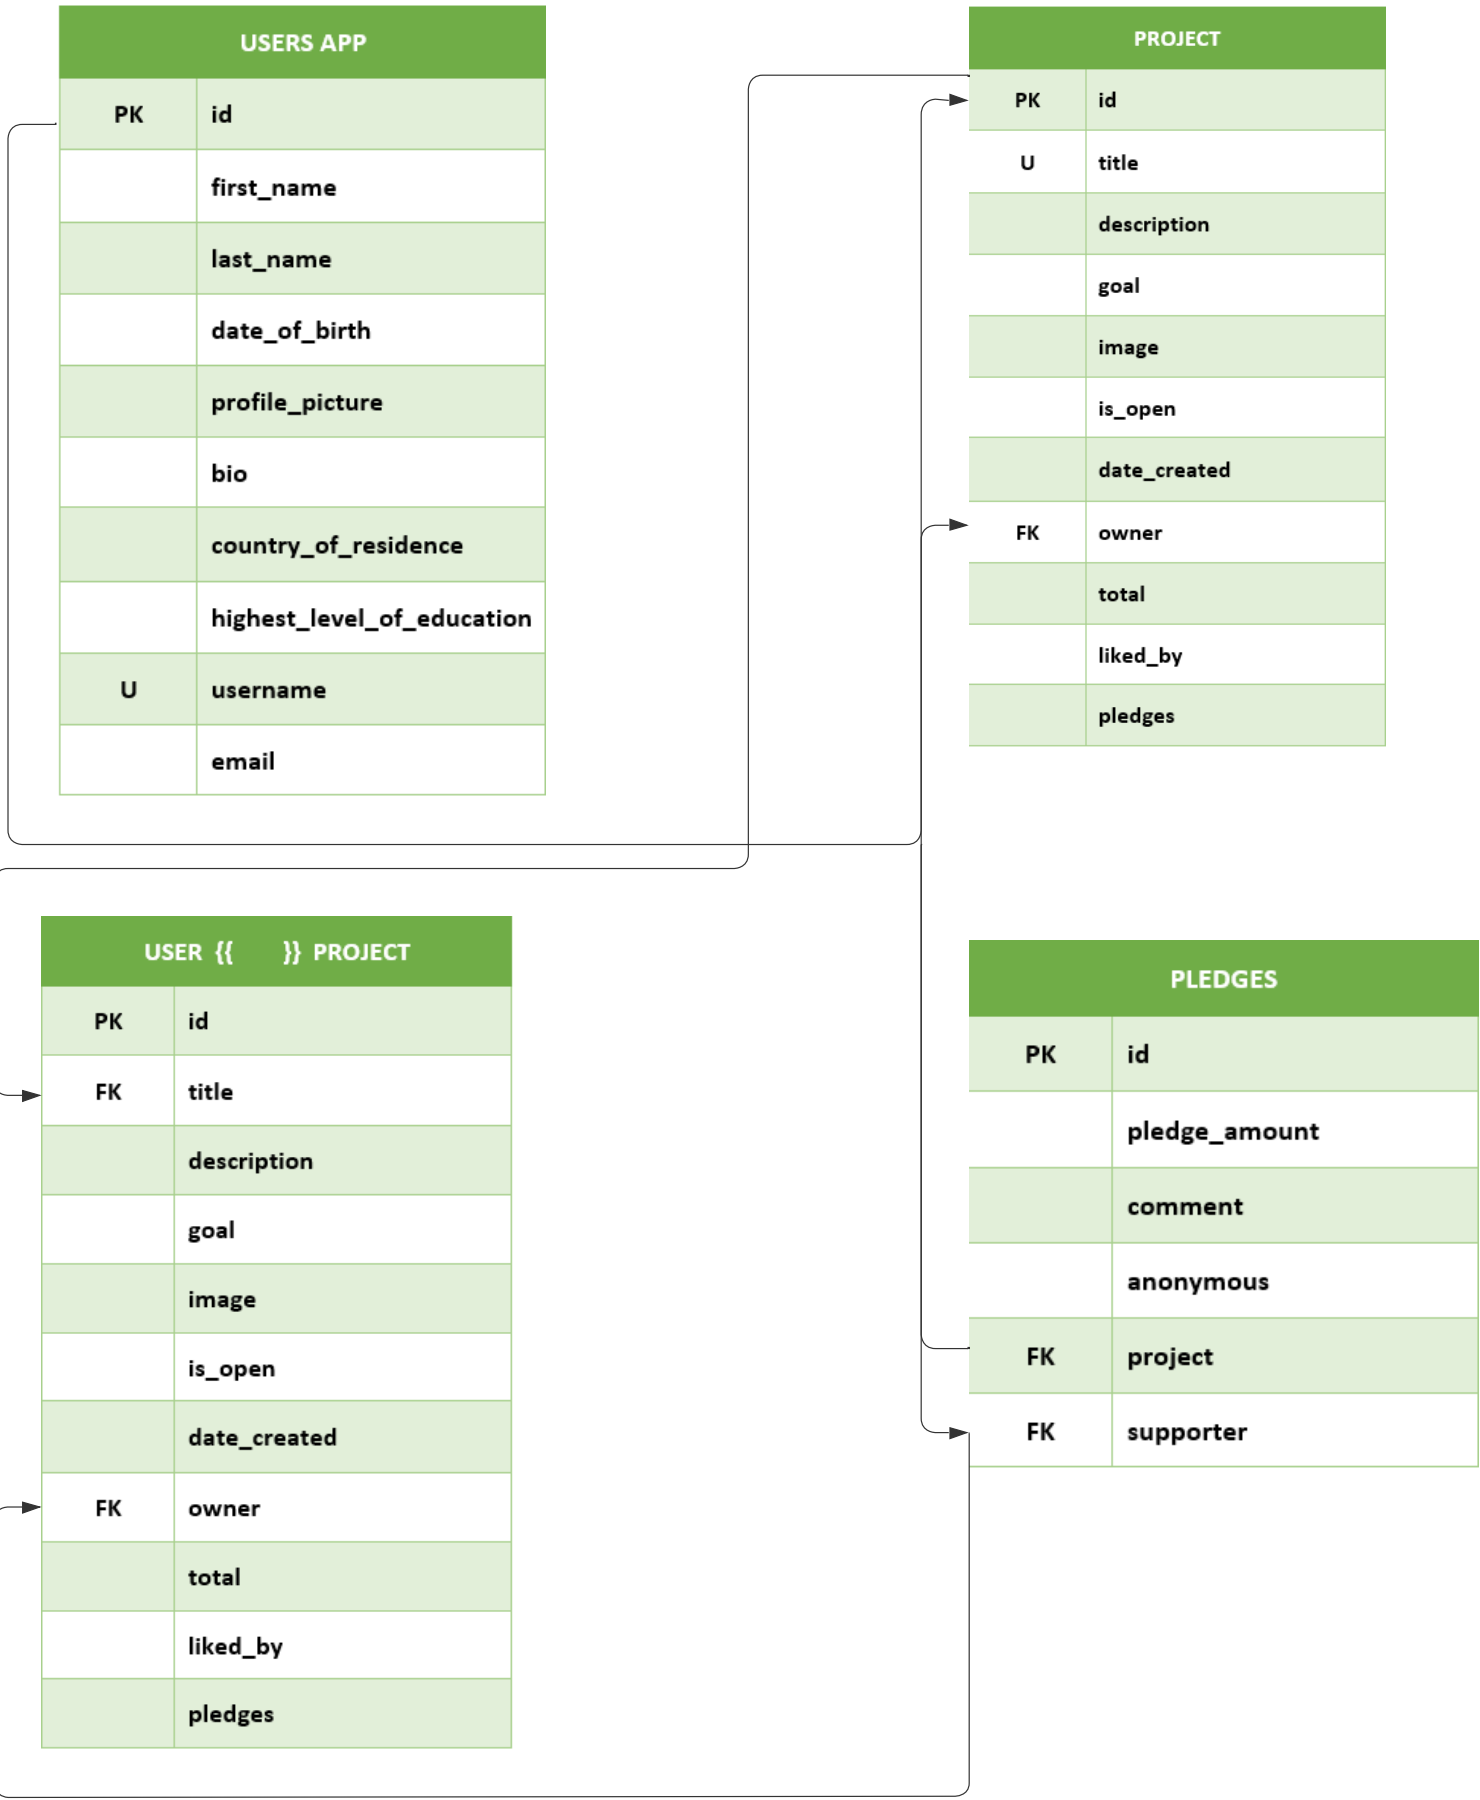 USERS APP
PK id
first_name
last_name
date_of_birth
profile_picture
bio
country_of_residence
highest_level_of_education
U username
email
PROJECT
PK id
U title
description
goal
image
is_open
date_created
FK owner
total
liked_by
pledges
USER {{ }} PROJECT
PK id
FK title
description
goal
image
is_open
date_created
FK owner
total
liked_by
pledges
PLEDGES
PK id
pledge_amount
comment
anonymous
FK project
FK supporter